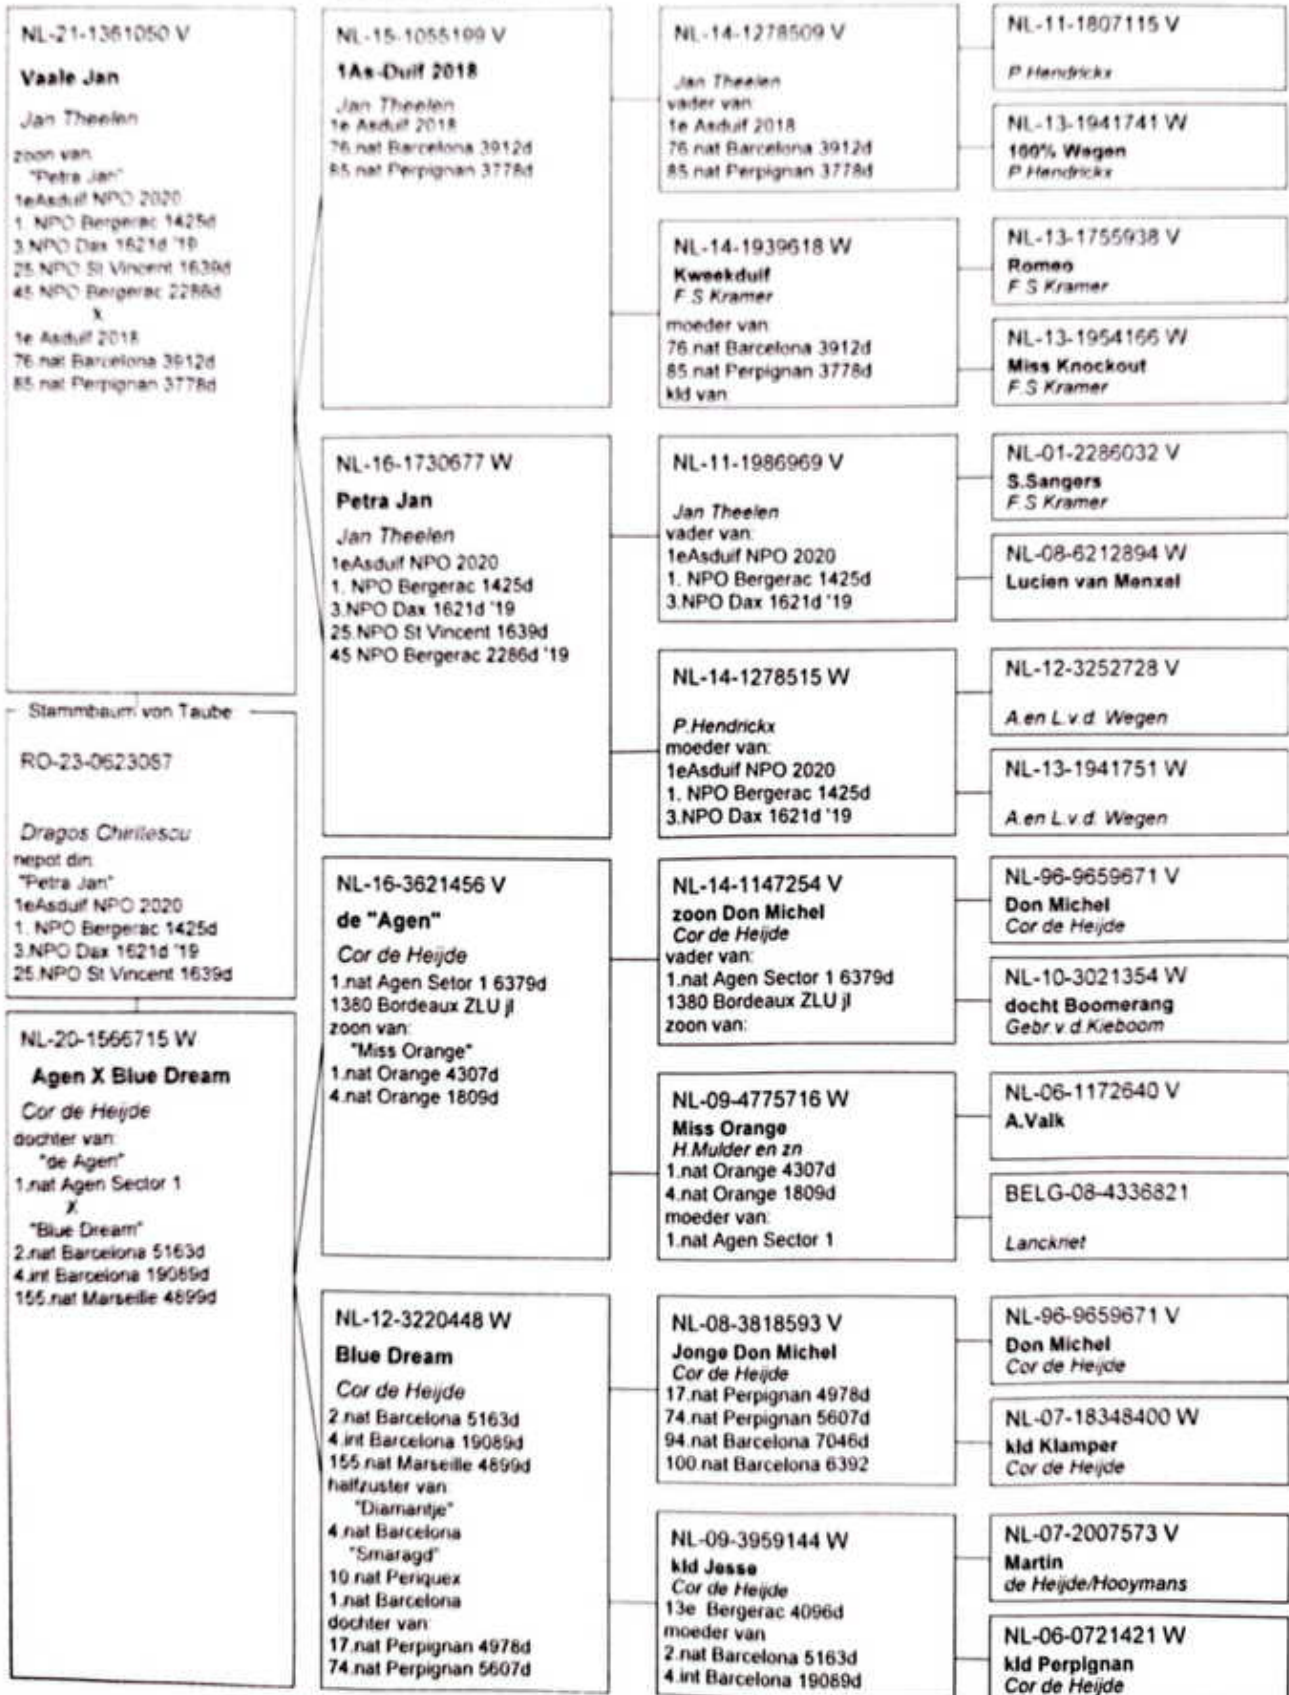 NL-21-1361050 V
Vaale Jan
Jan Theelen
zoon van
"Petra Jan"
1eAsduif NPO 2020
1. NPO Bergerac 1425d
3.NPO Dax 1621d '19
25.NPO St Vincent 1639d
45 NPO Bergerac 2286d
X
1e Asduif 2018
76.nat Barcelona 3912d
85.nat Perpignan 3778d
Stammbaum von Taube
RO-23-0623087
Dragos Chirilescu
nepot din:
"Petra Jan"
1eAsduif NPO 2020
1. NPO Bergerac 1425d
3.NPO Dax 1621d '19
25.NPO St Vincent 1639d
NL-20-1566715 W
Agen X Blue Dream
Cor de Heijde
dochter van:
"de Agen"
1.nat Agen Sector 1
X
"Blue Dream"
2.nat Barcelona 5163d
4.int Barcelona 19089d
155.nat Marseille 4899d
NL-15-1055199 V
1As-Duif 2018
Jan Theelen
1e Asduif 2018
76.nat Barcelona 3912d
85.nat Perpignan 3778d
NL-16-1730677 W
Petra Jan
Jan Theelen
1eAsduif NPO 2020
1. NPO Bergerac 1425d
3.NPO Dax 1621d '19
25.NPO St Vincent 1639d
45 NPO Bergerac 2286d '19
NL-16-3621456 V
de "Agen"
Cor de Heijde
1.nat Agen Setor 1 6379d
1380 Bordeaux ZLU jl
zoon van:
"Miss Orange"
1.nat Orange 4307d
4.nat Orange 1809d
NL-12-3220448 W
Blue Dream
Cor de Heijde
2.nat Barcelona 5163d
4.int Barcelona 19089d
155.nat Marseille 4899d
halfzuster van:
"Diamantje"
4.nat Barcelona
"Smaragd"
10.nat Periquex
1.nat Barcelona
dochter van:
17.nat Perpignan 4978d
74.nat Perpignan 5607d
NL-14-1278509 V
Jan Theelen
vader van:
1e Asduif 2018
76.nat Barcelona 3912d
85.nat Perpignan 3778d
NL-14-1939618 W
Kweekduif
F.S Kramer
moeder van:
76.nat Barcelona 3912d
85.nat Perpignan 3778d
kld van:
NL-11-1986969 V
Jan Theelen
vader van:
1eAsduif NPO 2020
1. NPO Bergerac 1425d
3.NPO Dax 1621d '19
NL-14-1278515 W
P.Hendrickx
moeder van:
1eAsduif NPO 2020
1. NPO Bergerac 1425d
3.NPO Dax 1621d '19
NL-14-1147254 V
zoon Don Michel
Cor de Heijde
vader van:
1.nat Agen Sector 1 6379d
1380 Bordeaux ZLU jl
zoon van:
NL-09-4775716 W
Miss Orange
H.Mulder en zn
1.nat Orange 4307d
4.nat Orange 1809d
moeder van:
1.nat Agen Sector 1
NL-08-3818593 V
Jonge Don Michel
Cor de Heijde
17.nat Perpignan 4978d
74.nat Perpignan 5607d
94.nat Barcelona 7046d
100.nat Barcelona 6392
NL-09-3959144 W
kld Jesse
Cor de Heijde
13e Bergerac 4096d
moeder van
2.nat Barcelona 5163d
4.int Barcelona 19089d
NL-11-1807115 V
P.Hendrickx
NL-13-1941741 W
100% Wegen
P.Hendrickx
NL-13-1755938 V
Romeo
F.S Kramer
NL-13-1954166 W
Miss Knockout
F.S Kramer
NL-01-2286032 V
S.Sangers
F.S Kramer
NL-08-6212894 W
Lucien van Menxel
NL-12-3252728 V
A.en L.v.d. Wegen
NL-13-1941751 W
A.en L.v.d. Wegen
NL-96-9659671 V
Don Michel
Cor de Heijde
NL-10-3021354 W
docht Boomerang
Gebr.v.d.Kieboom
NL-06-1172640 V
A.Valk
BELG-08-4336821
Lancknet
NL-96-9659671 V
Don Michel
Cor de Heijde
NL-07-18348400 W
kld Klamper
Cor de Heijde
NL-07-2007573 V
Martin
de Heijde/Hooymans
NL-06-0721421 W
kld Perpignan
Cor de Heijde